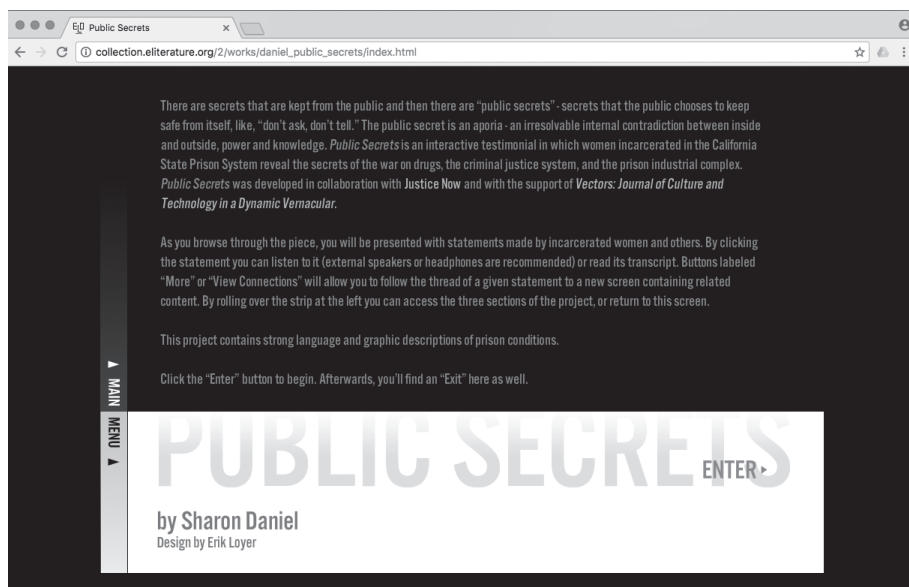 Public Secrets
collection.eliterature.org/2/works/daniel_public_secrets/index.html
There are secrets that are kept from the public and then there are “public secrets” - secrets that the public chooses to keep
safe from itself, like, “don’t ask, don’t tell.” The public secret is an aporia - an irresolvable internal contradiction between inside
and outside, power and knowledge. Public Secrets is an interactive testimonial in which women incarcerated in the California
State Prison System reveal the secrets of the war on drugs, the criminal justice system, and the prison industrial complex.
Public Secrets was developed in collaboration with Justice Now and with the support of Vectors: Journal of Culture and
Technology in a Dynamic Vernacular.
As you browse through the piece, you will be presented with statements made by incarcerated women and others. By clicking
the statement you can listen to it (external speakers or headphones are recommended) or read its transcript. Buttons labeled
“More” or “View Connections” will allow you to follow the thread of a given statement to a new screen containing related
content. By rolling over the strip at the left you can access the three sections of the project, or return to this screen.
This project contains strong language and graphic descriptions of prison conditions.
Click the “Enter” button to begin. Afterwards, you’ll find an “Exit” here as well.
MAIN MENU
PUBLIC SECRETS
ENTER
by Sharon Daniel
Design by Erik Loyer